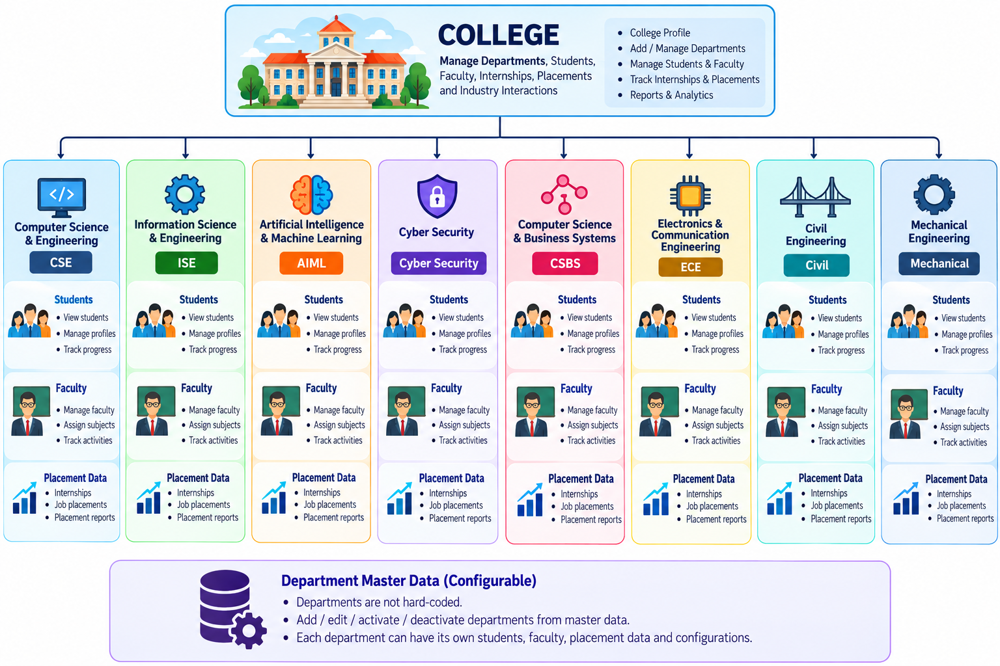 COLLEGE
Manage Departments, Students,
Faculty, Internships, Placements
and Industry Interactions
• College Profile
• Add / Manage Departments
• Manage Students & Faculty
• Track Internships & Placements
• Reports & Analytics
</>
Computer Science
& Engineering
CSE
Students
• View students
• Manage profiles
• Track progress
Faculty
• Manage faculty
• Assign subjects
• Track activities
Placement Data
• Internships
• Job placements
• Placement reports
Information Science
& Engineering
ISE
Students
• View students
• Manage profiles
• Track progress
Faculty
• Manage faculty
• Assign subjects
• Track activities
Placement Data
• Internships
• Job placements
• Placement reports
Artificial Intelligence
& Machine Learning
AIML
Students
• View students
• Manage profiles
• Track progress
Faculty
• Manage faculty
• Assign subjects
• Track activities
Placement Data
• Internships
• Job placements
• Placement reports
Cyber Security
Cyber Security
Students
• View students
• Manage profiles
• Track progress
Faculty
• Manage faculty
• Assign subjects
• Track activities
Placement Data
• Internships
• Job placements
• Placement reports
Computer Science
& Business Systems
CSBS
Students
• View students
• Manage profiles
• Track progress
Faculty
• Manage faculty
• Assign subjects
• Track activities
Placement Data
• Internships
• Job placements
• Placement reports
Electronics &
Communication
Engineering
ECE
Students
• View students
• Manage profiles
• Track progress
Faculty
• Manage faculty
• Assign subjects
• Track activities
Placement Data
• Internships
• Job placements
• Placement reports
Civil
Engineering
Civil
Students
• View students
• Manage profiles
• Track progress
Faculty
• Manage faculty
• Assign subjects
• Track activities
Placement Data
• Internships
• Job placements
• Placement reports
Mechanical
Engineering
Mechanical
Students
• View students
• Manage profiles
• Track progress
Faculty
• Manage faculty
• Assign subjects
• Track activities
Placement Data
• Internships
• Job placements
• Placement reports
Department Master Data (Configurable)
• Departments are not hard-coded.
• Add / edit / activate / deactivate departments from master data.
• Each department can have its own students, faculty, placement data and configurations.